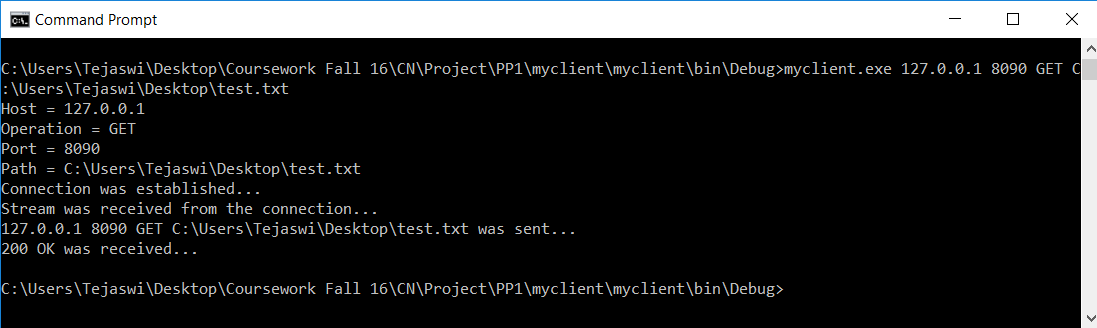 Command Prompt
C:\Users\Tejaswi\Desktop\Coursework Fall 16\CN\Project\PP1\myclient\myclient\bin\Debug>myclient.exe 127.0.0.1 8090 GET C
:\Users\Tejaswi\Desktop\test.txt
Host = 127.0.0.1
Operation = GET
Port = 8090
Path = C:\Users\Tejaswi\Desktop\test.txt
Connection was established...
Stream was received from the connection...
127.0.0.1 8090 GET C:\Users\Tejaswi\Desktop\test.txt was sent...
200 OK was received...
C:\Users\Tejaswi\Desktop\Coursework Fall 16\CN\Project\PP1\myclient\myclient\bin\Debug>